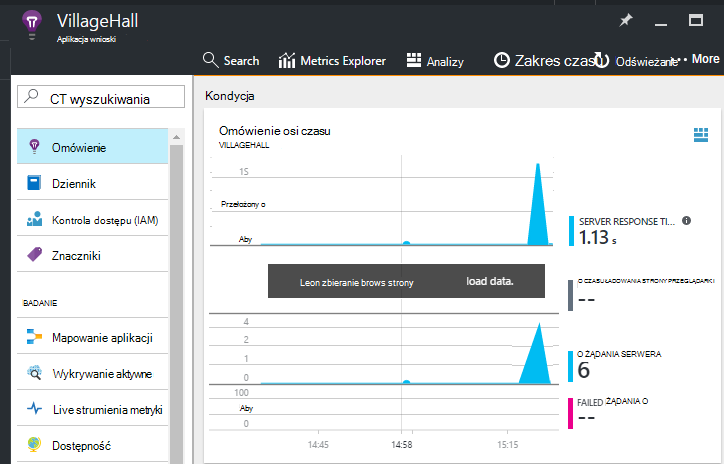 VillageHall
Aplikacja wnioski
Search
Metrics Explorer
Analizy
Zakres czasu
Odświeżanie
More
CT wyszukiwania
Omówienie
Dziennik
Kontrola dostępu (IAM)
Znaczniki
BADANIE
Mapowanie aplikacji
Wykrywanie aktywne
Live strumienia metryki
Dostępność
Kondycja
Omówienie osi czasu
VILLAGEHALL
1S
Przełożony o
Aby
SERVER RESPONSE TI...
1.13 s
Leon zbieranie brows strony load data.
O CZASU ŁADOWANIA STRONY PRZEGLĄDARKI
--
4
2
1
0
O ŻĄDANIA SERWERA
6
100
Aby
0
FAILED ŻĄDANIA O
--
14:45 14:58 15:15